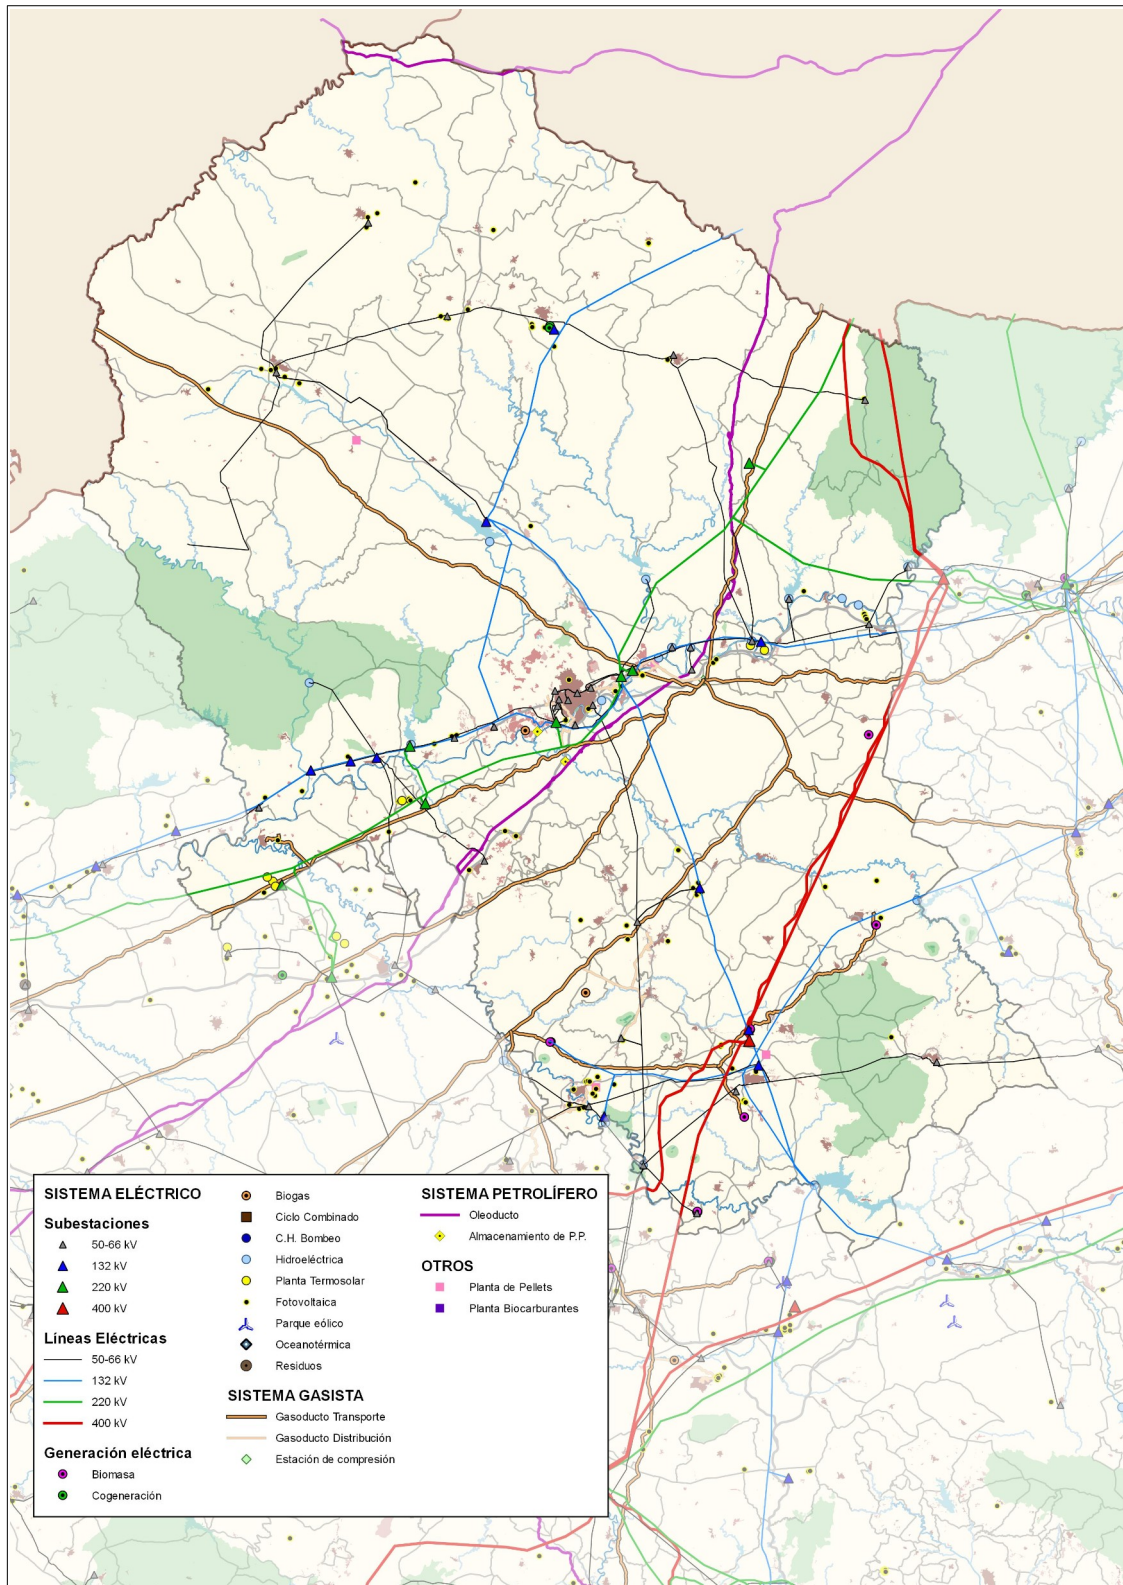 SISTEMA ELÉCTRICO
Subestaciones
50-66 kV
132 kV
220 kV
400 kV
Líneas Eléctricas
50-66 kV
132 kV
220 kV
400 kV
Generación eléctrica
Biomasa
Cogeneración
Biogas
Ciclo Combinado
C.H. Bombeo
Hidroeléctrica
Planta Termosolar
Fotovoltaica
Parque eólico
Oceanotérmica
Residuos
SISTEMA GASISTA
Gasoducto Transporte
Gasoducto Distribución
Estación de compresión
SISTEMA PETROLÍFERO
Oleoducto
Almacenamiento de P.P.
OTROS
Planta de Pellets
Planta Biocarburantes